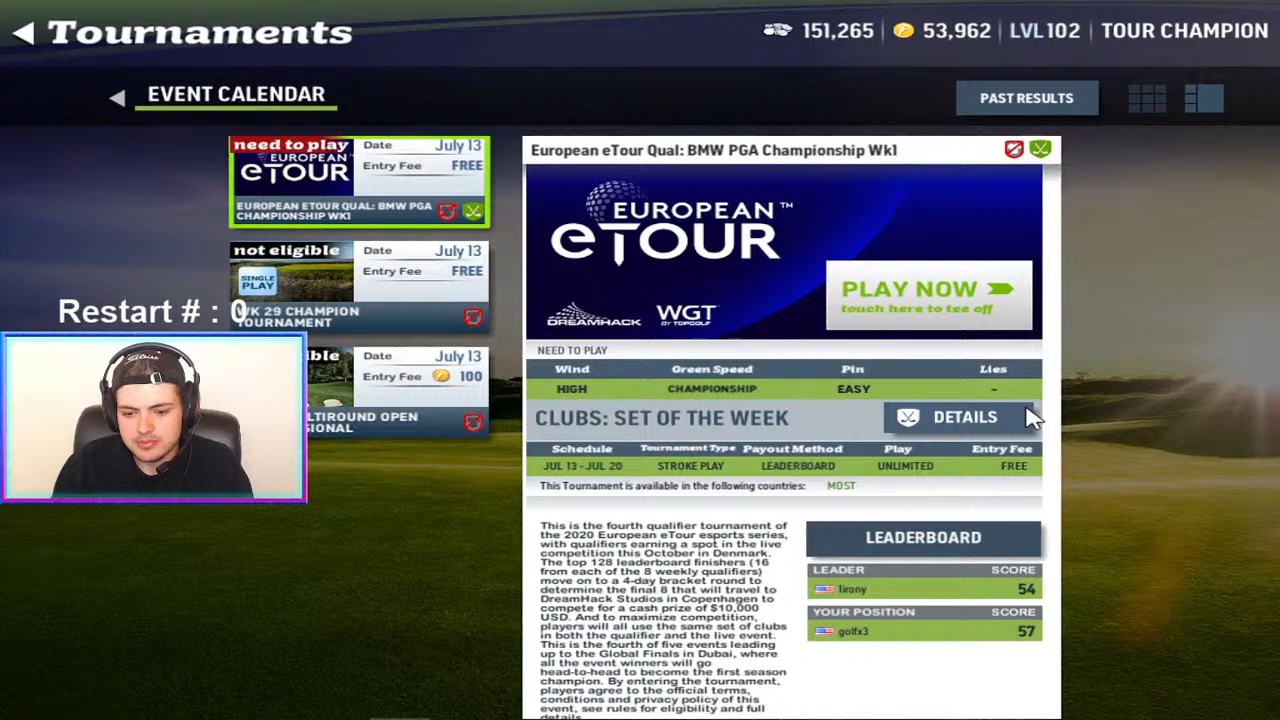 Tournaments
151,265
53,962
LVL 102
TOUR CHAMPION
EVENT CALENDAR
PAST RESULTS
need to play
EUROPEAN™
eTOUR
Date July 13
Entry Fee FREE
EUROPEAN ETOUR QUAL: BMW PGA
CHAMPIONSHIP WK1
not eligible
SINGLE
PLAY
Date July 13
Entry Fee FREE
WK 29 CHAMPION
TOURNAMENT
Restart # : 0
Date July 13
Entry Fee 100
OPEN
European eTour Qual: BMW PGA Championship Wk1
EUROPEAN™
eTOUR
DREAMHACK
WGT
BY TOPGOLF
PLAY NOW
touch here to tee off
NEED TO PLAY
Wind Green Speed Pin Lies
HIGH CHAMPIONSHIP EASY -
CLUBS: SET OF THE WEEK
DETAILS
Schedule Tournament Type Payout Method Play Entry Fee
JUL 13 - JUL 20 STROKE PLAY LEADERBOARD UNLIMITED FREE
This Tournament is available in the following countries: MOST
This is the fourth qualifier tournament of
the 2020 European eTour esports series,
with qualifiers earning a spot in the live
competition this October in Denmark.
The top 128 leaderboard finishers (16
from each of the 8 weekly qualifiers)
move on to a 4-day bracket round to
determine the final 8 that will travel to
DreamHack Studios in Copenhagen to
compete for a cash prize of $10,000
USD. And to maximize competition,
players will all use the same set of clubs
in both the qualifier and the live event.
This is the fourth of five events leading
up to the Global Finals in Dubai, where
all the event winners will go
head-to-head to become the first season
champion. By entering the tournament,
players agree to the official terms,
conditions and privacy policy of this
event, see rules for eligibility and full
details.
LEADERBOARD
LEADER SCORE
1irony 54
YOUR POSITION SCORE
golfx3 57